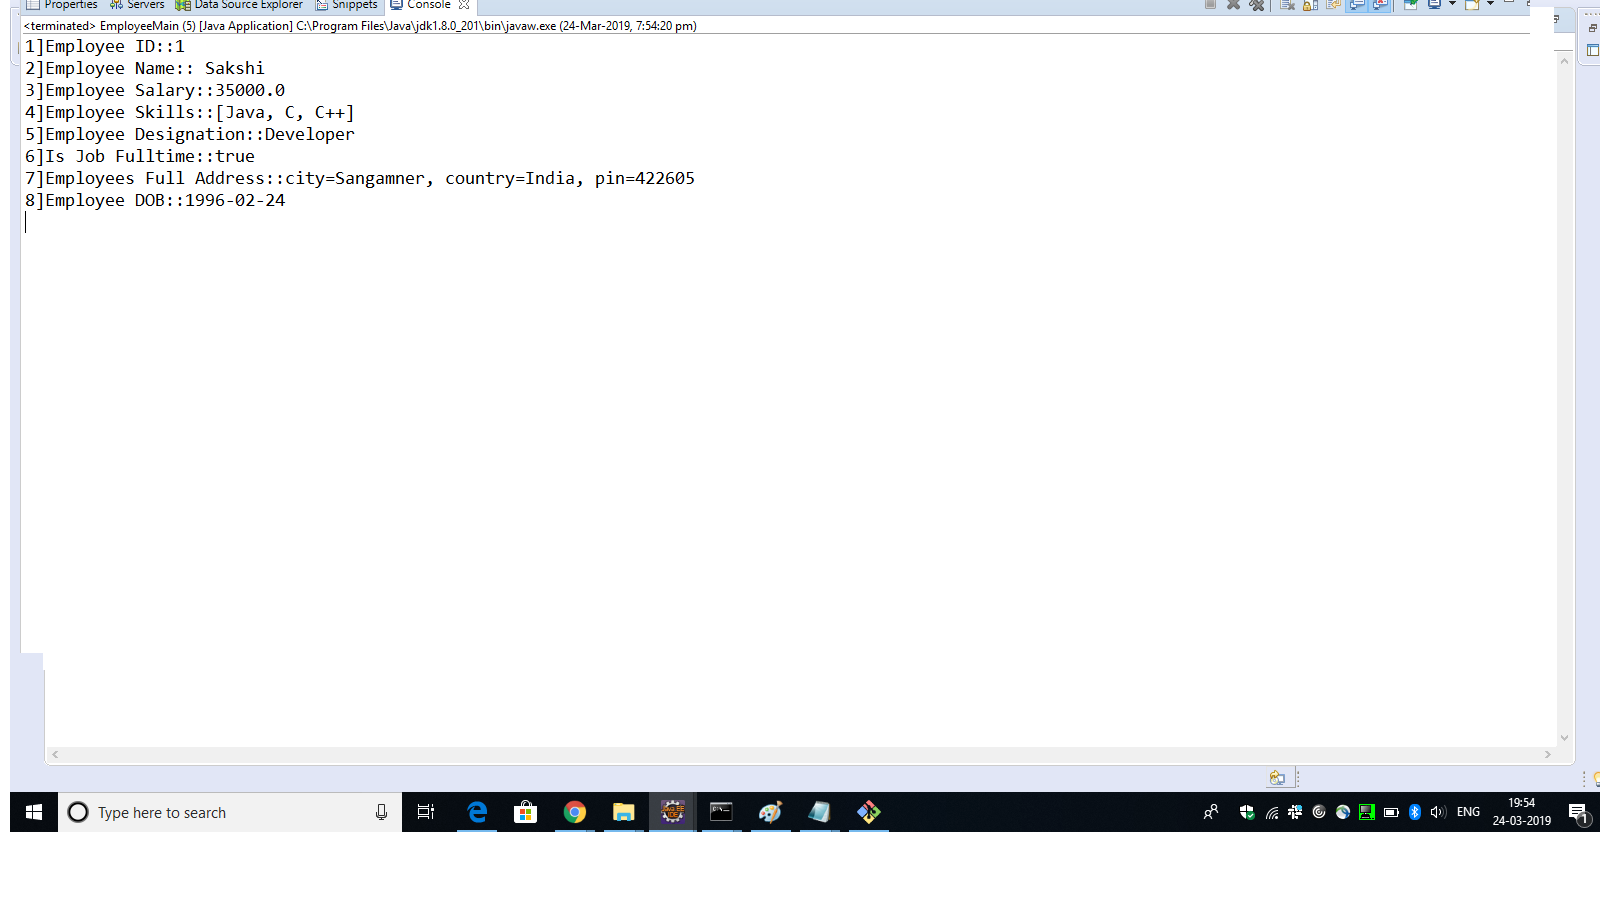 Properties Servers Data Source Explorer Snippets Console
<terminated> EmployeeMain (5) [Java Application] C:\Program Files\Java\jdk1.8.0_201\bin\javaw.exe (24-Mar-2019, 7:54:20 pm)
1]Employee ID::1
2]Employee Name:: Sakshi
3]Employee Salary::35000.0
4]Employee Skills::[Java, C, C++]
5]Employee Designation::Developer
6]Is Job Fulltime::true
7]Employees Full Address::city=Sangamner, country=India, pin=422605
8]Employee DOB::1996-02-24
Type here to search
ENG
19:54
24-03-2019
1